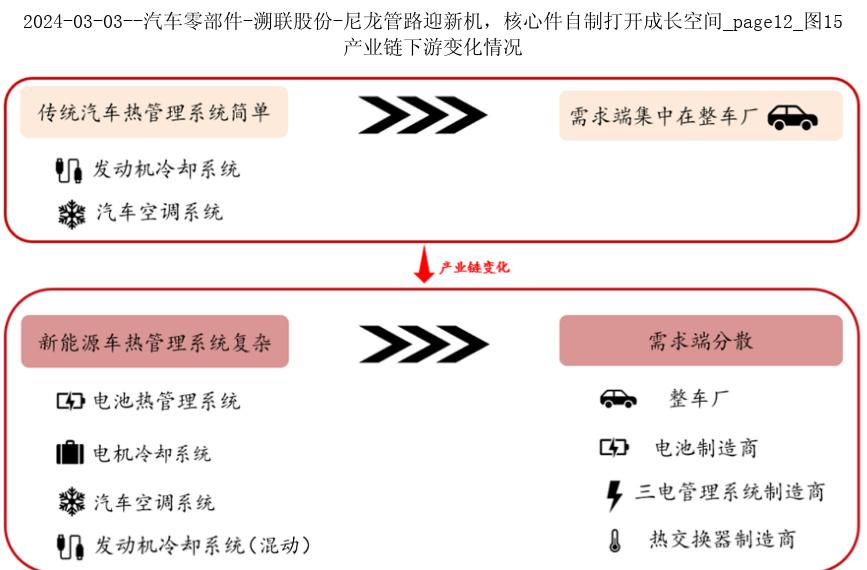 2024-03-03--汽车零部件-溯联股份-尼龙管路迎新机，核心件自制打开成长空间_page12_图15
产业链下游变化情况
传统汽车热管理系统简单
需求端集中在整车厂
发动机冷却系统
汽车空调系统
产业链变化
新能源车热管理系统复杂
需求端分散
电池热管理系统
整车厂
电机冷却系统
电池制造商
汽车空调系统
三电管理系统制造商
发动机冷却系统(混动)
热交换器制造商